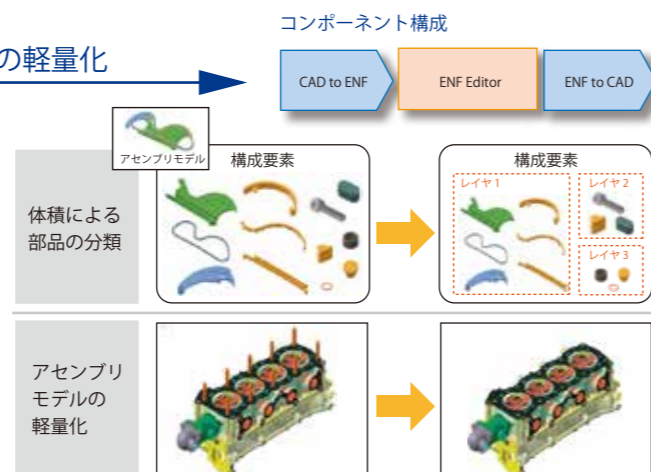 コンポーネント構成
の軽量化
CAD to ENF
ENF Editor
ENF to CAD
アセンブリモデル
体積による
部品の分類
構成要素
構成要素
レイヤ 1
レイヤ 2
レイヤ 3
アセンブリ
モデルの
軽量化